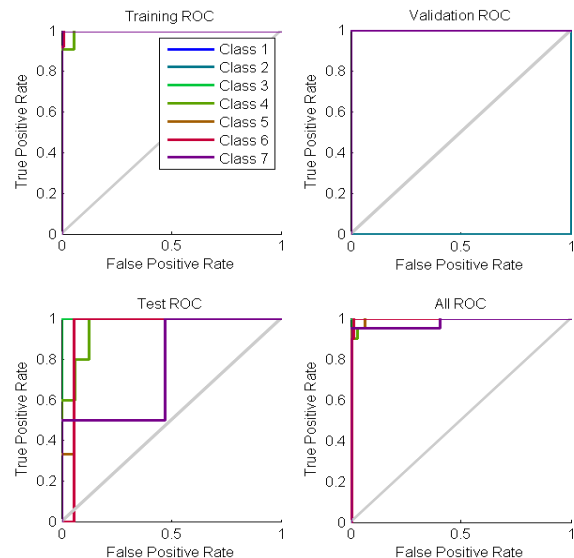 Training ROC
1
0.8
0.6
0.4
0.2
0
True Positive Rate
0 0.5 1
False Positive Rate
Class 1
Class 2
Class 3
Class 4
Class 5
Class 6
Class 7
Validation ROC
1
0.8
0.6
0.4
0.2
0
True Positive Rate
0 0.5 1
False Positive Rate
Test ROC
1
0.8
0.6
0.4
0.2
0
True Positive Rate
0 0.5 1
False Positive Rate
All ROC
1
0.8
0.6
0.4
0.2
0
True Positive Rate
0 0.5 1
False Positive Rate